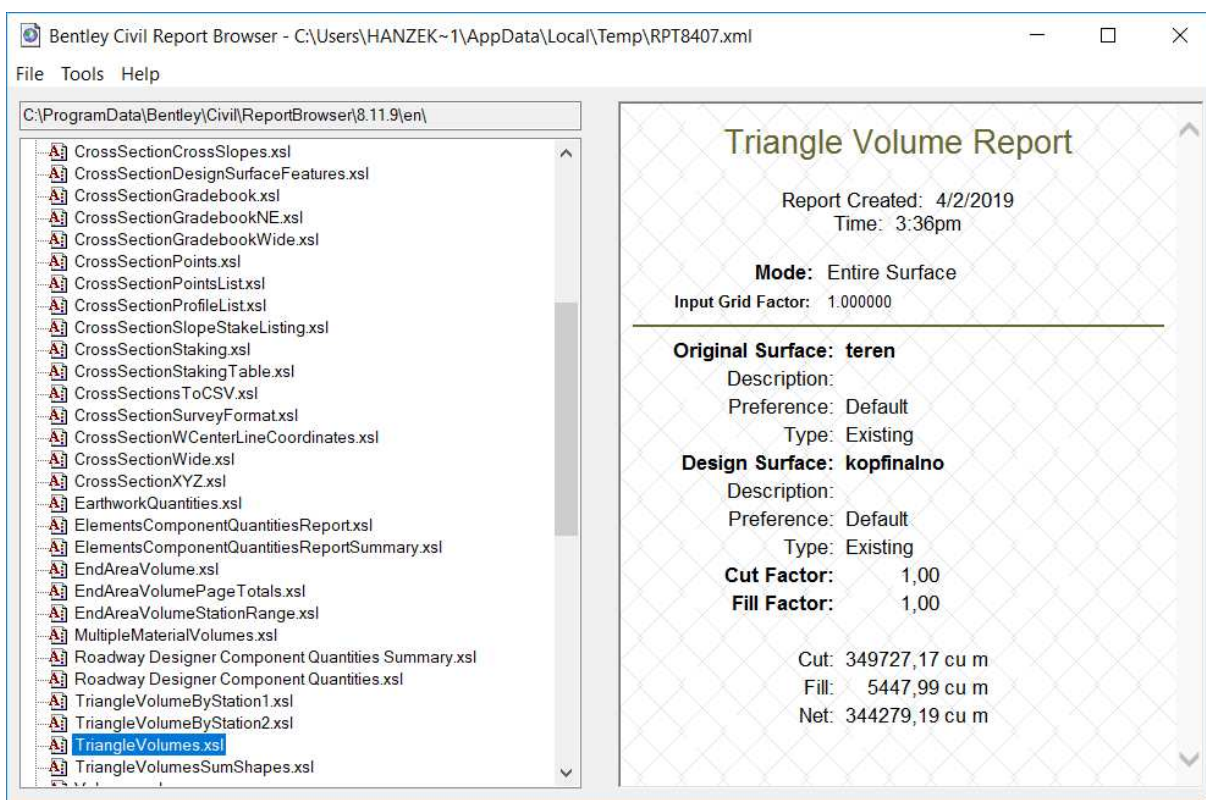 Bentley Civil Report Browser - C:\Users\HANZEK~1\AppData\Local\Temp\RPT8407.xml
File Tools Help
C:\ProgramData\Bentley\Civil\ReportBrowser\8.11.9\en\
CrossSectionCrossSlopes.xsl
CrossSectionDesignSurfaceFeatures.xsl
CrossSectionGradebook.xsl
CrossSectionGradebookNE.xsl
CrossSectionGradebookWide.xsl
CrossSectionPoints.xsl
CrossSectionPointsList.xsl
CrossSectionProfileList.xsl
CrossSectionSlopeStakeListing.xsl
CrossSectionStaking.xsl
CrossSectionStakingTable.xsl
CrossSectionsToCSV.xsl
CrossSectionSurveyFormat.xsl
CrossSectionWCenterLineCoordinates.xsl
CrossSectionWide.xsl
CrossSectionXYZ.xsl
EarthworkQuantities.xsl
ElementsComponentQuantitiesReport.xsl
ElementsComponentQuantitiesReportSummary.xsl
EndAreaVolume.xsl
EndAreaVolumePageTotals.xsl
EndAreaVolumeStationRange.xsl
MultipleMaterialVolumes.xsl
Roadway Designer Component Quantities Summary.xsl
Roadway Designer Component Quantities.xsl
TriangleVolumeByStation1.xsl
TriangleVolumeByStation2.xsl
TriangleVolumes.xsl
TriangleVolumesSumShapes.xsl
Triangle Volume Report
Report Created: 4/2/2019
Time: 3:36pm
Mode: Entire Surface
Input Grid Factor: 1.000000
Original Surface: teren
Description:
Preference: Default
Type: Existing
Design Surface: kopfinalno
Description:
Preference: Default
Type: Existing
Cut Factor: 1,00
Fill Factor: 1,00
Cut: 349727,17 cu m
Fill: 5447,99 cu m
Net: 344279,19 cu m